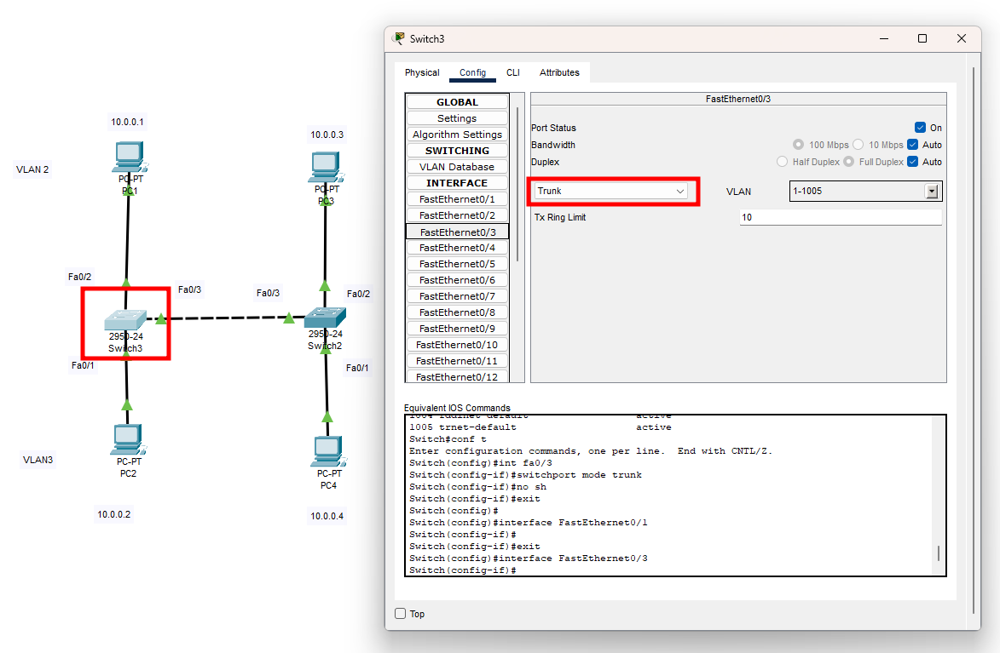 10.0.0.1
10.0.0.3
VLAN 2
PC-PT
PC1
PC-PT
PC3
Fa0/2
Fa0/3
Fa0/3
Fa0/2
2950-24
Switch3
2950-24
Switch2
Fa0/1
Fa0/1
VLAN3
PC-PT
PC2
PC-PT
PC4
10.0.0.2
10.0.0.4
Switch3
Physical Config CLI Attributes
GLOBAL
Settings
Algorithm Settings
SWITCHING
VLAN Database
INTERFACE
FastEthernet0/1
FastEthernet0/2
FastEthernet0/3
FastEthernet0/4
FastEthernet0/5
FastEthernet0/6
FastEthernet0/7
FastEthernet0/8
FastEthernet0/9
FastEthernet0/10
FastEthernet0/11
FastEthernet0/12
FastEthernet0/3
Port Status On
Bandwidth 100 Mbps 10 Mbps Auto
Duplex Half Duplex Full Duplex Auto
Trunk VLAN 1-1005
Tx Ring Limit 10
Equivalent IOS Commands
1004 fddinet-default active
1005 trnet-default active
Switch#conf t
Enter configuration commands, one per line. End with CNTL/Z.
Switch(config)#int fa0/3
Switch(config-if)#switchport mode trunk
Switch(config-if)#no sh
Switch(config-if)#exit
Switch(config)#
Switch(config)#interface FastEthernet0/1
Switch(config-if)#
Switch(config-if)#exit
Switch(config)#interface FastEthernet0/3
Switch(config-if)#
Top